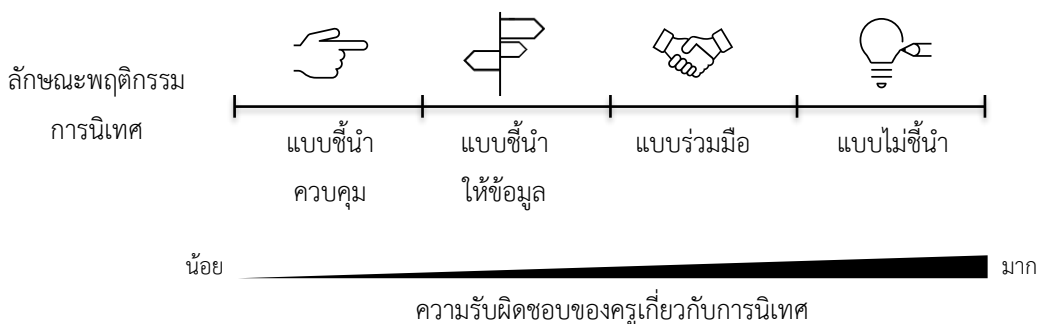 ลักษณะพฤติกรรม
การนิเทศ
แบบชี้นำ
ควบคุม
แบบชี้นำ
ให้ข้อมูล
แบบร่วมมือ
แบบไม่ชี้นำ
น้อย
มาก
ความรับผิดชอบของครูเกี่ยวกับการนิเทศ